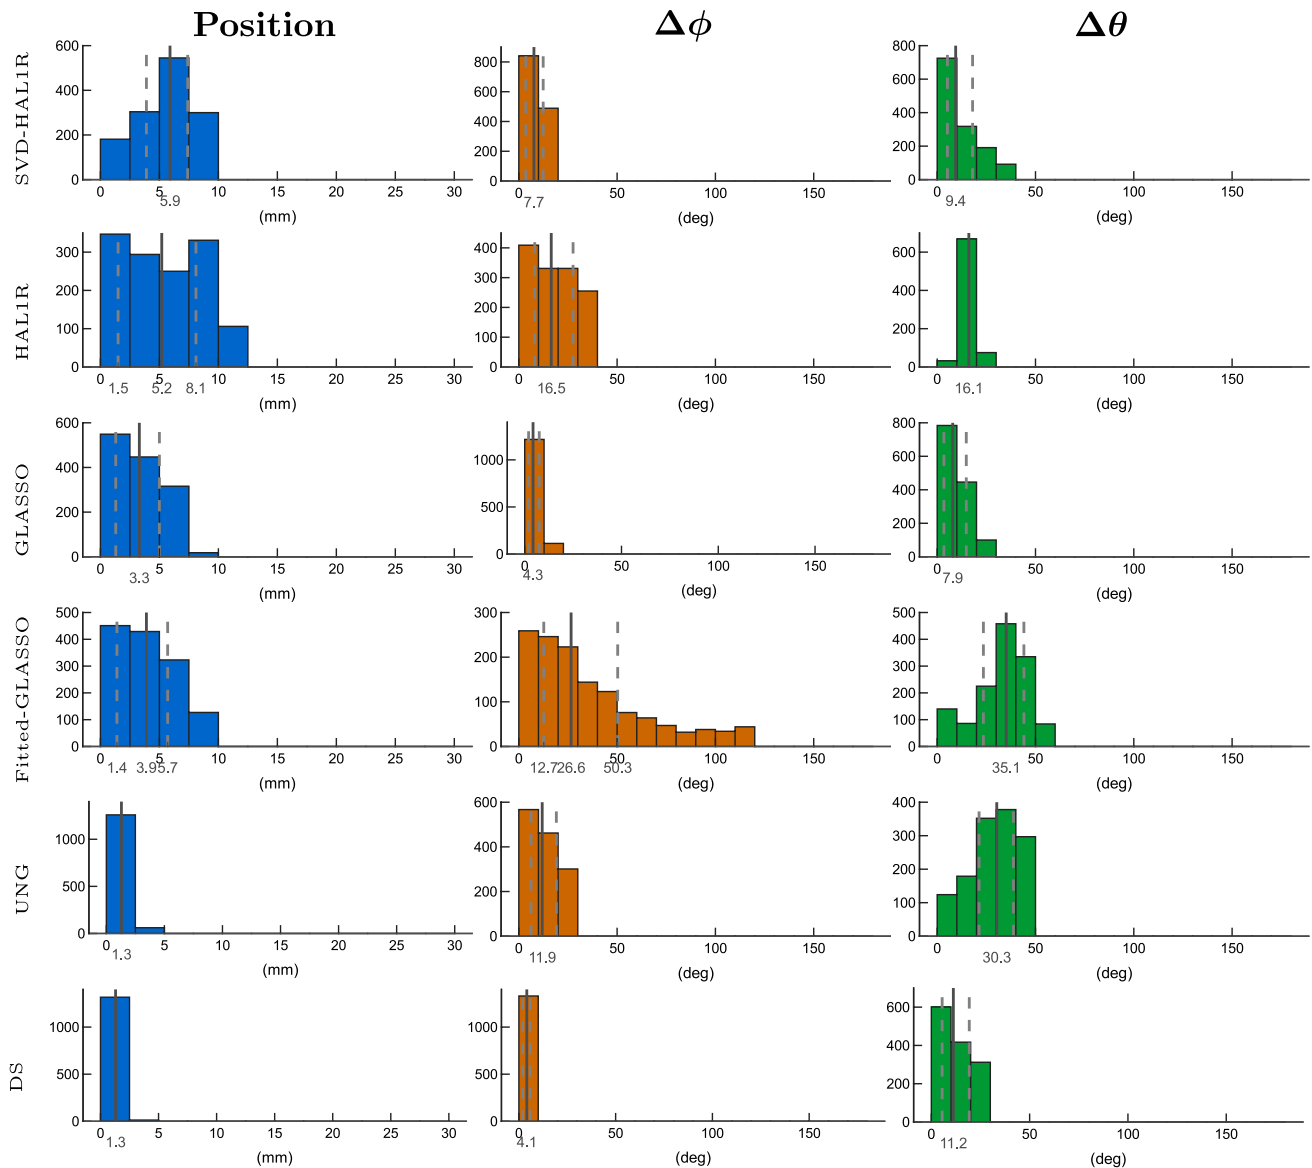 Position Δϕ Δθ
SVD-HAL1R
600
400
200
0
0 5 10 15 20 25 30
5.9
(mm)
800
600
400
200
0
0 50 100 150
7.7
(deg)
800
600
400
200
0
0 50 100 150
9.4
(deg)
HAL1R
300
200
100
0
0 5 10 15 20 25 30
1.5 5.2 8.1
(mm)
400
300
200
100
0
0 50 100 150
16.5
(deg)
600
400
200
0
0 50 100 150
16.1
(deg)
GLASSO
600
400
200
0
0 5 10 15 20 25 30
3.3
(mm)
1000
500
0
0 50 100 150
4.3
(deg)
800
600
400
200
0
0 50 100 150
7.9
(deg)
Fitted-GLASSO
500
400
300
200
100
0
0 5 10 15 20 25 30
1.4 3.9 5.7
(mm)
300
200
100
0
0 50 100 150
12.7 26.6 50.3
(deg)
500
400
300
200
100
0
0 50 100 150
35.1
(deg)
UNG
1000
500
0
0 5 10 15 20 25 30
1.3
(mm)
600
400
200
0
0 50 100 150
11.9
(deg)
400
300
200
100
0
0 50 100 150
30.3
(deg)
DS
1000
500
0
0 5 10 15 20 25 30
1.3
(mm)
1000
500
0
0 50 100 150
4.1
(deg)
600
400
200
0
0 50 100 150
11.2
(deg)